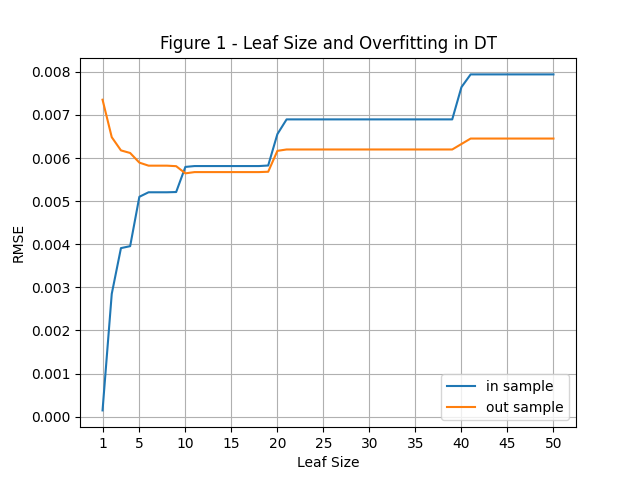 Figure 1 - Leaf Size and Overfitting in DT
0.008
0.007
0.006
0.005
0.004
0.003
0.002
0.001
0.000
RMSE
in sample
out sample
1 5 10 15 20 25 30 35 40 45 50
Leaf Size